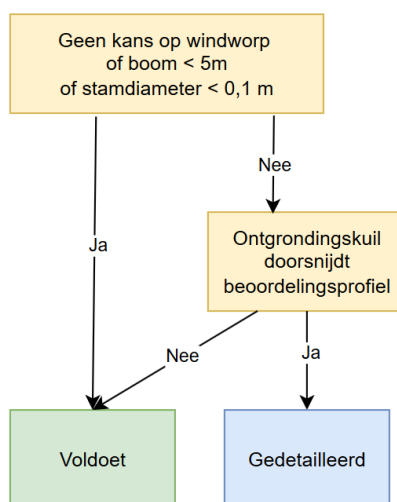 Geen kans op windworp
of boom < 5m
of stamdiameter < 0,1 m
Nee
Ja
Ontgrondingskuil
doorsnijdt
beoordelingsprofiel
Nee
Ja
Voldoet
Gedetailleerd